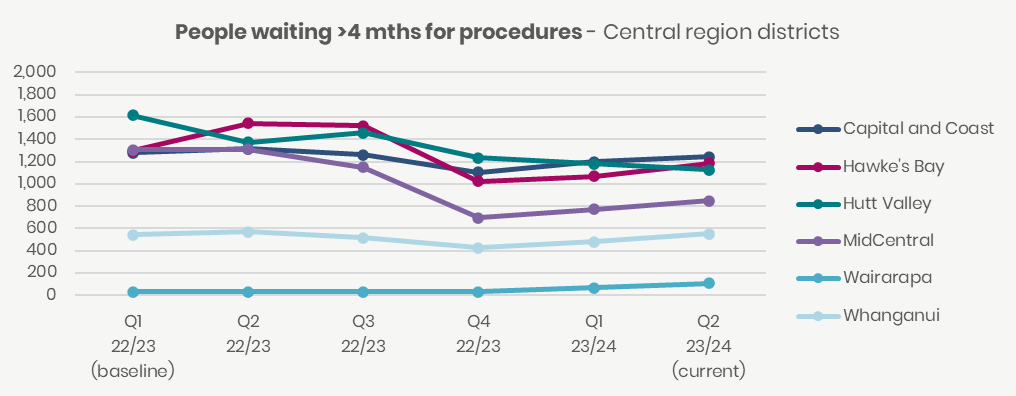 People waiting >4 mths for procedures - Central region districts
2,000
1,800
1,600
1,400
1,200
1,000
800
600
400
200
0
Q1 Q2 Q3 Q4 Q1 Q2
22/23 22/23 22/23 22/23 23/24 23/24
(baseline) (current)
Capital and Coast
Hawke's Bay
Hutt Valley
MidCentral
Wairarapa
Whanganui